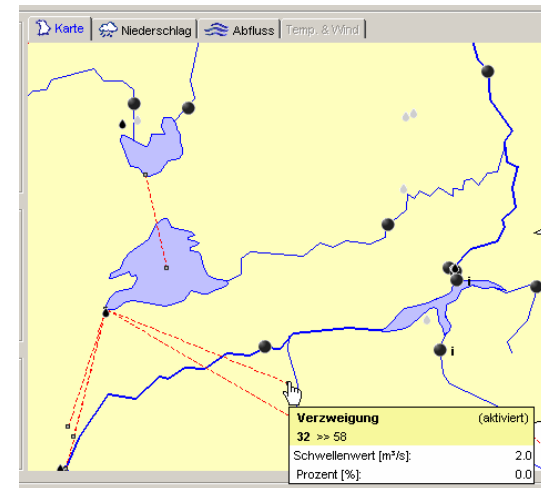 Karte Niederschlag Abfluss Temp. & Wind
i
i
Verzweigung (aktiviert)
32 >> 58
Schwellenwert [m³/s]: 2.0
Prozent [%]: 0.0